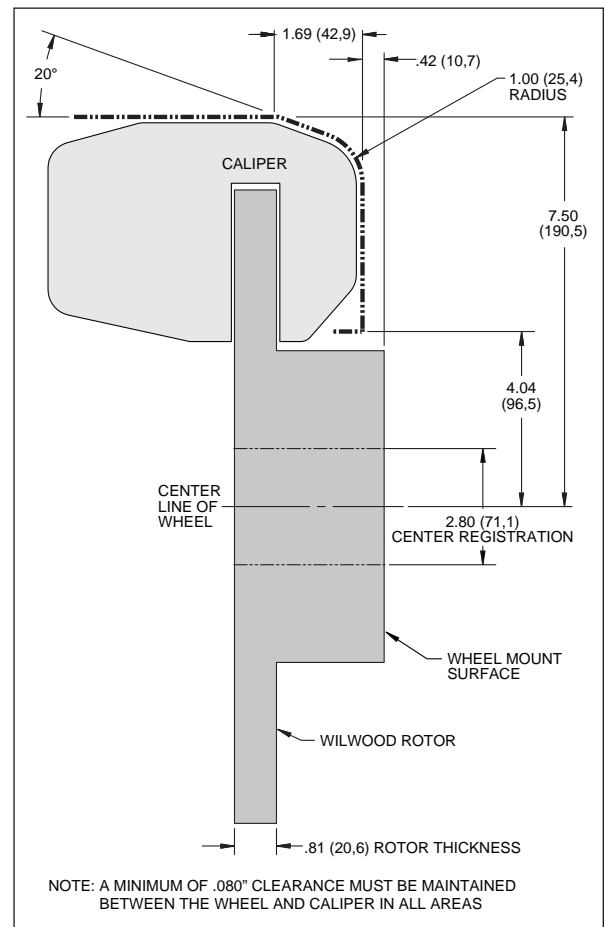 1.69 (42,9)
.42 (10,7)
20°
1.00 (25,4)
RADIUS
CALIPER
7.50
(190,5)
4.04
(96,5)
CENTER
LINE OF
WHEEL
2.80 (71,1)
CENTER REGISTRATION
WHEEL MOUNT
SURFACE
WILWOOD ROTOR
.81 (20,6) ROTOR THICKNESS
NOTE: A MINIMUM OF .080” CLEARANCE MUST BE MAINTAINED
BETWEEN THE WHEEL AND CALIPER IN ALL AREAS